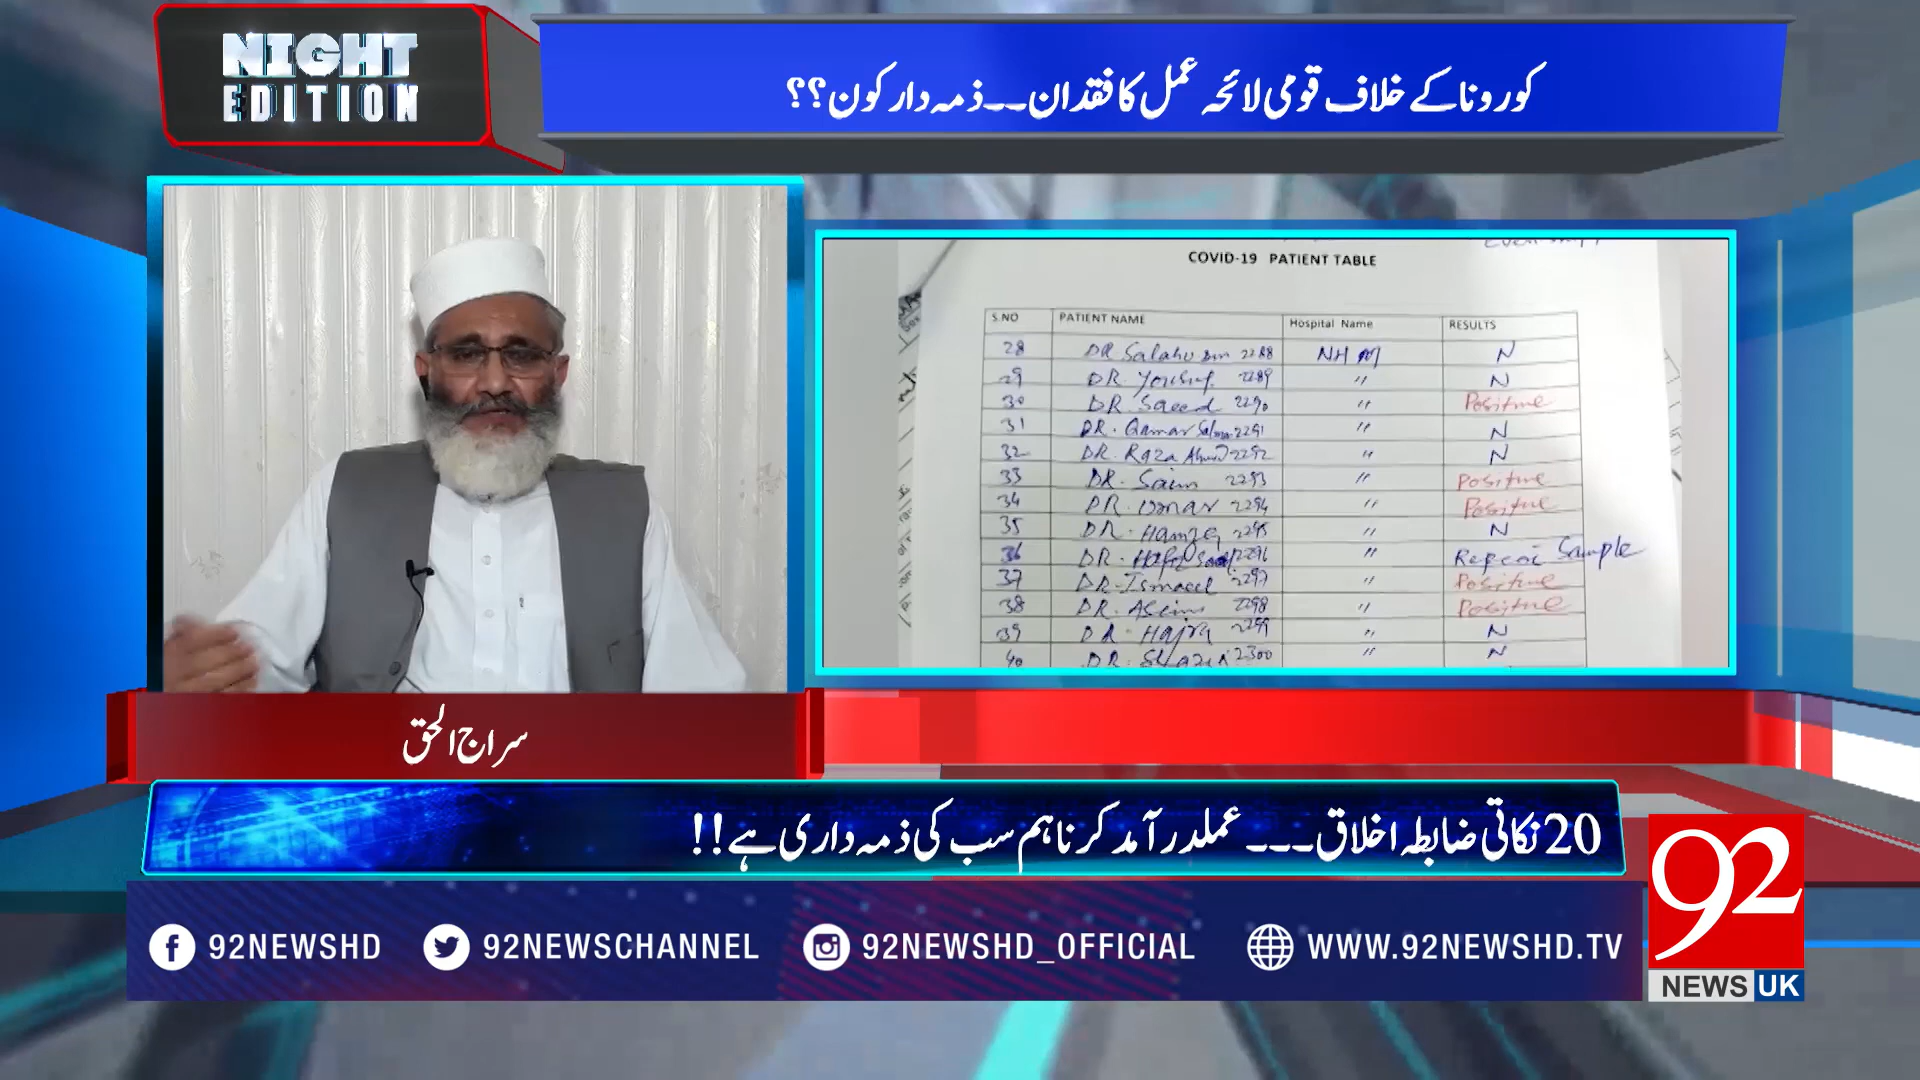 NIGHT
EDITION
کورونا کے خلاف قومی لائحہ عمل کا فقدان۔۔۔ذمہ دار کون؟؟
COVID-19 PATIENT TABLE
S.NO PATIENT NAME Hospital Name RESULTS
28 DR Salahu 2288 NHM N
29 DR. Yousuf 2289 " N
30 DR. Saeed 2290 " Positive
31 DR. Qamar 2291 " N
32 DR. Raza Ahmed 2292 " N
33 DR. Saim 2293 " Positive
34 DR. Umar 2294 " Positive
35 DR. Hamza 2295 " N
36 DR. 2296 " Repeat Sample
37 DR. Ismaeel 2297 " Positive
38 DR. Asim 2298 " Positive
39 DR. Hajra 2299 " N
40 DR. 2300 " N
سراج الحق
20 نکاتی ضابطہ اخلاق۔۔۔ عملدرآمد کرنا ہم سب کی ذمہ داری ہے!!
92NEWSHD 92NEWSCHANNEL 92NEWSHD_OFFICIAL WWW.92NEWSHD.TV
92
NEWS UK